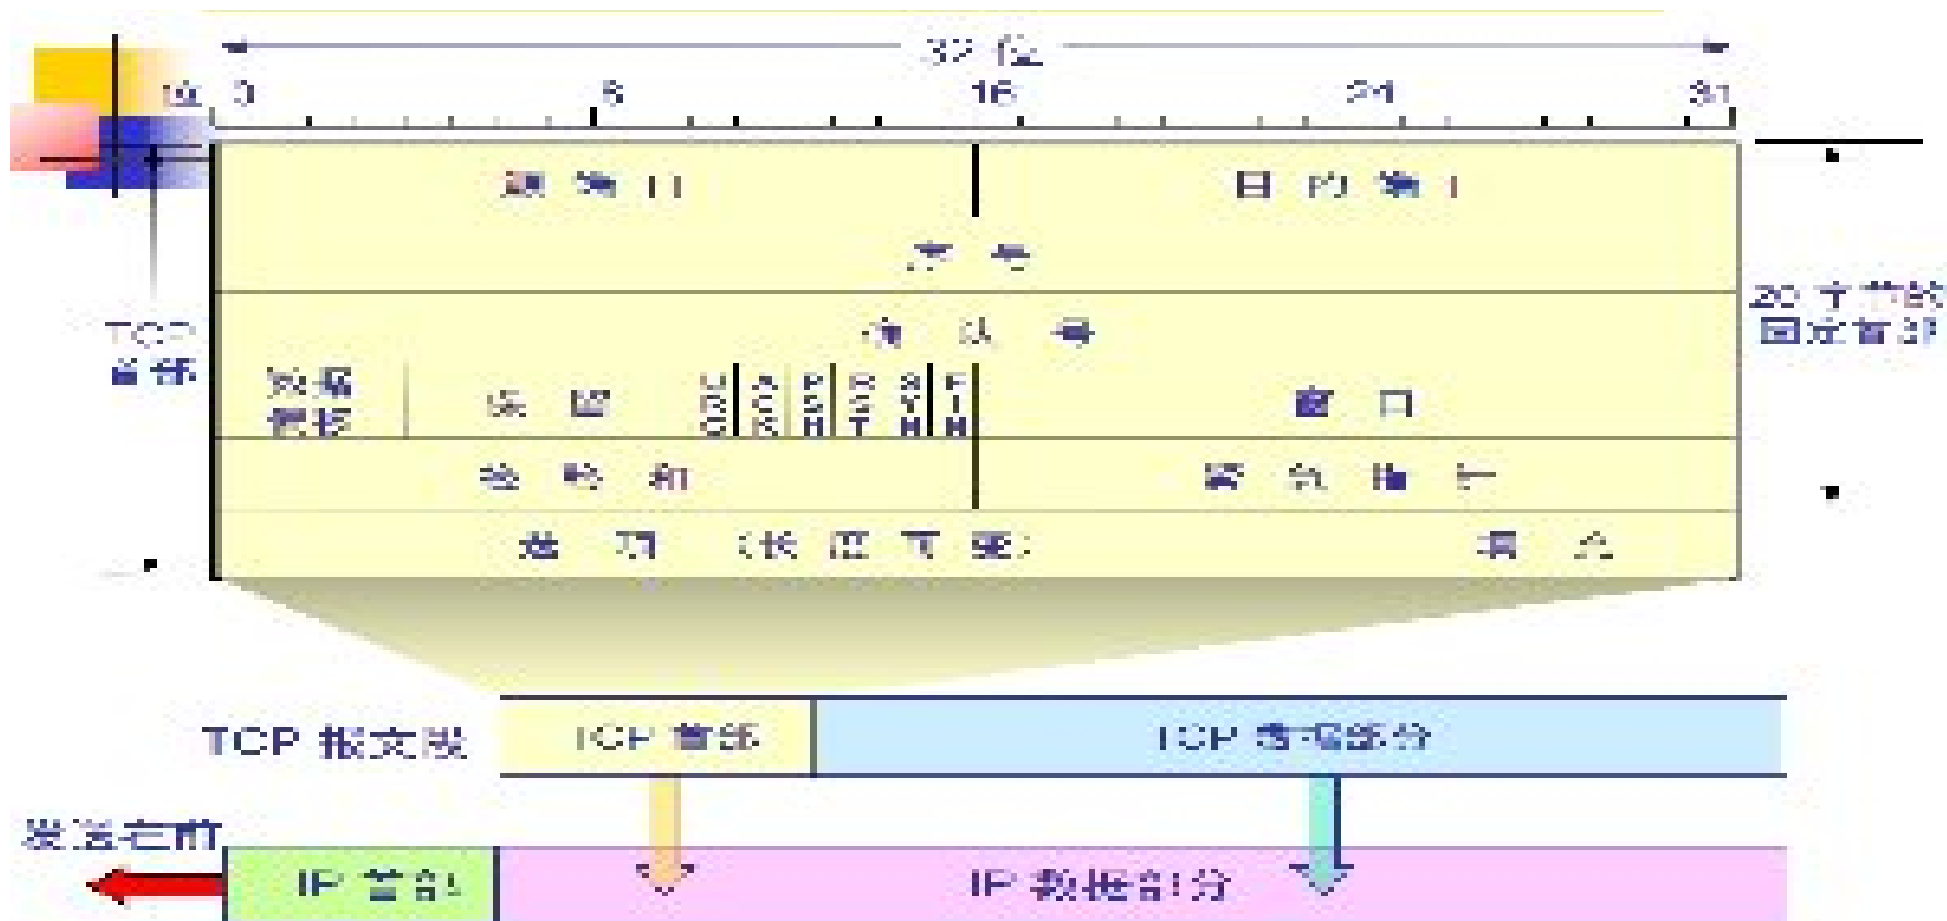 32 位
位 0 8 16 24 31
源 端 口 目 的 端 口
序 号
TCP
首部
20 字节的
固定首部
确 认 号
数据
偏移
保 留
URG
ACK
PSH
RST
SYN
FIN
窗 口
检 验 和 紧 急 指 针
选 项 (长 度 可 变) 填 充
TCP 报文段 TCP 首部 TCP 数据部分
发送在前
IP 首部 IP 数据部分